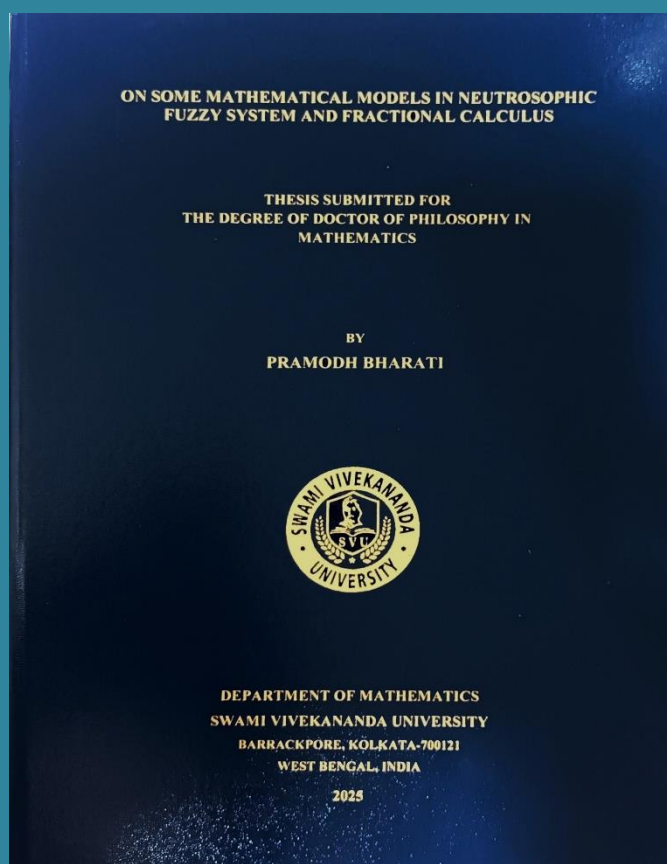 ON SOME MATHEMATICAL MODELS IN NEUTROSOPHIC
FUZZY SYSTEM AND FRACTIONAL CALCULUS
THESIS SUBMITTED FOR
THE DEGREE OF DOCTOR OF PHILOSOPHY IN
MATHEMATICS
BY
PRAMODH BHARATI
SWAMI VIVEKANANDA
SVU
UNIVERSITY
DEPARTMENT OF MATHEMATICS
SWAMI VIVEKANANDA UNIVERSITY
BARRACKPORE, KOLKATA-700121
WEST BENGAL, INDIA
2025